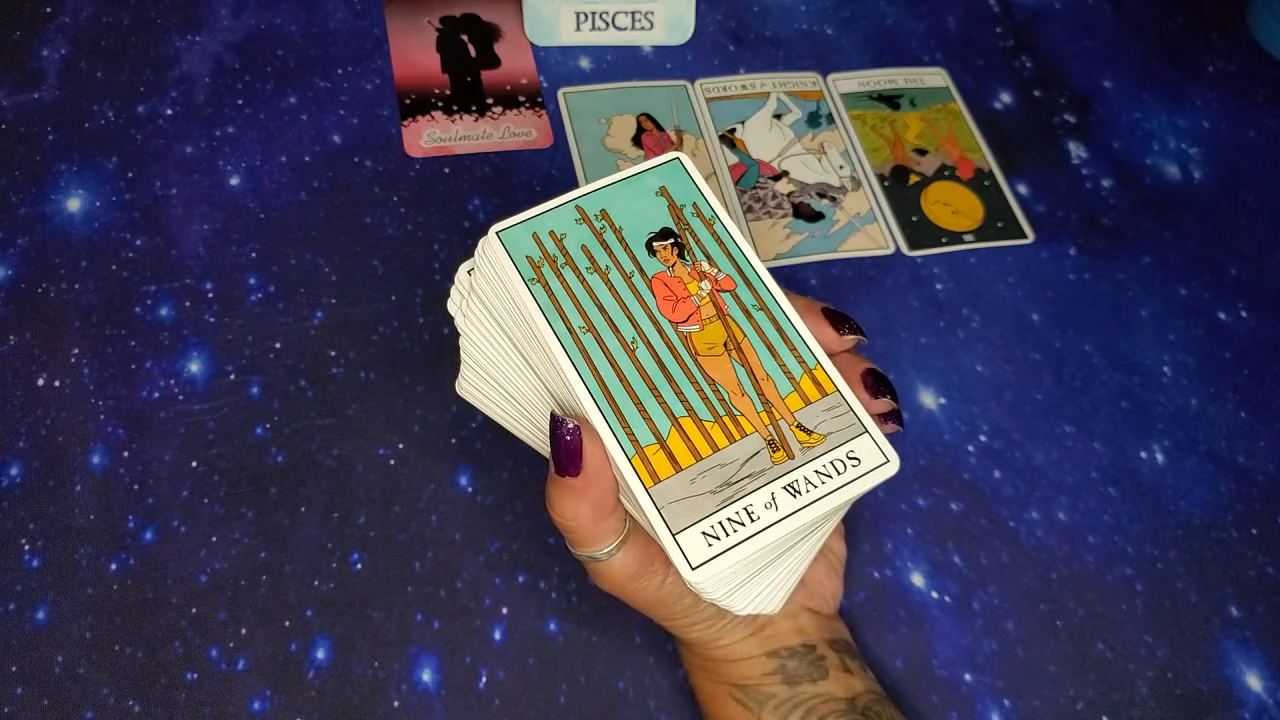 PISCES
Soulmate Love
KNIGHT of SWORDS
THE MOON
NINE of WANDS